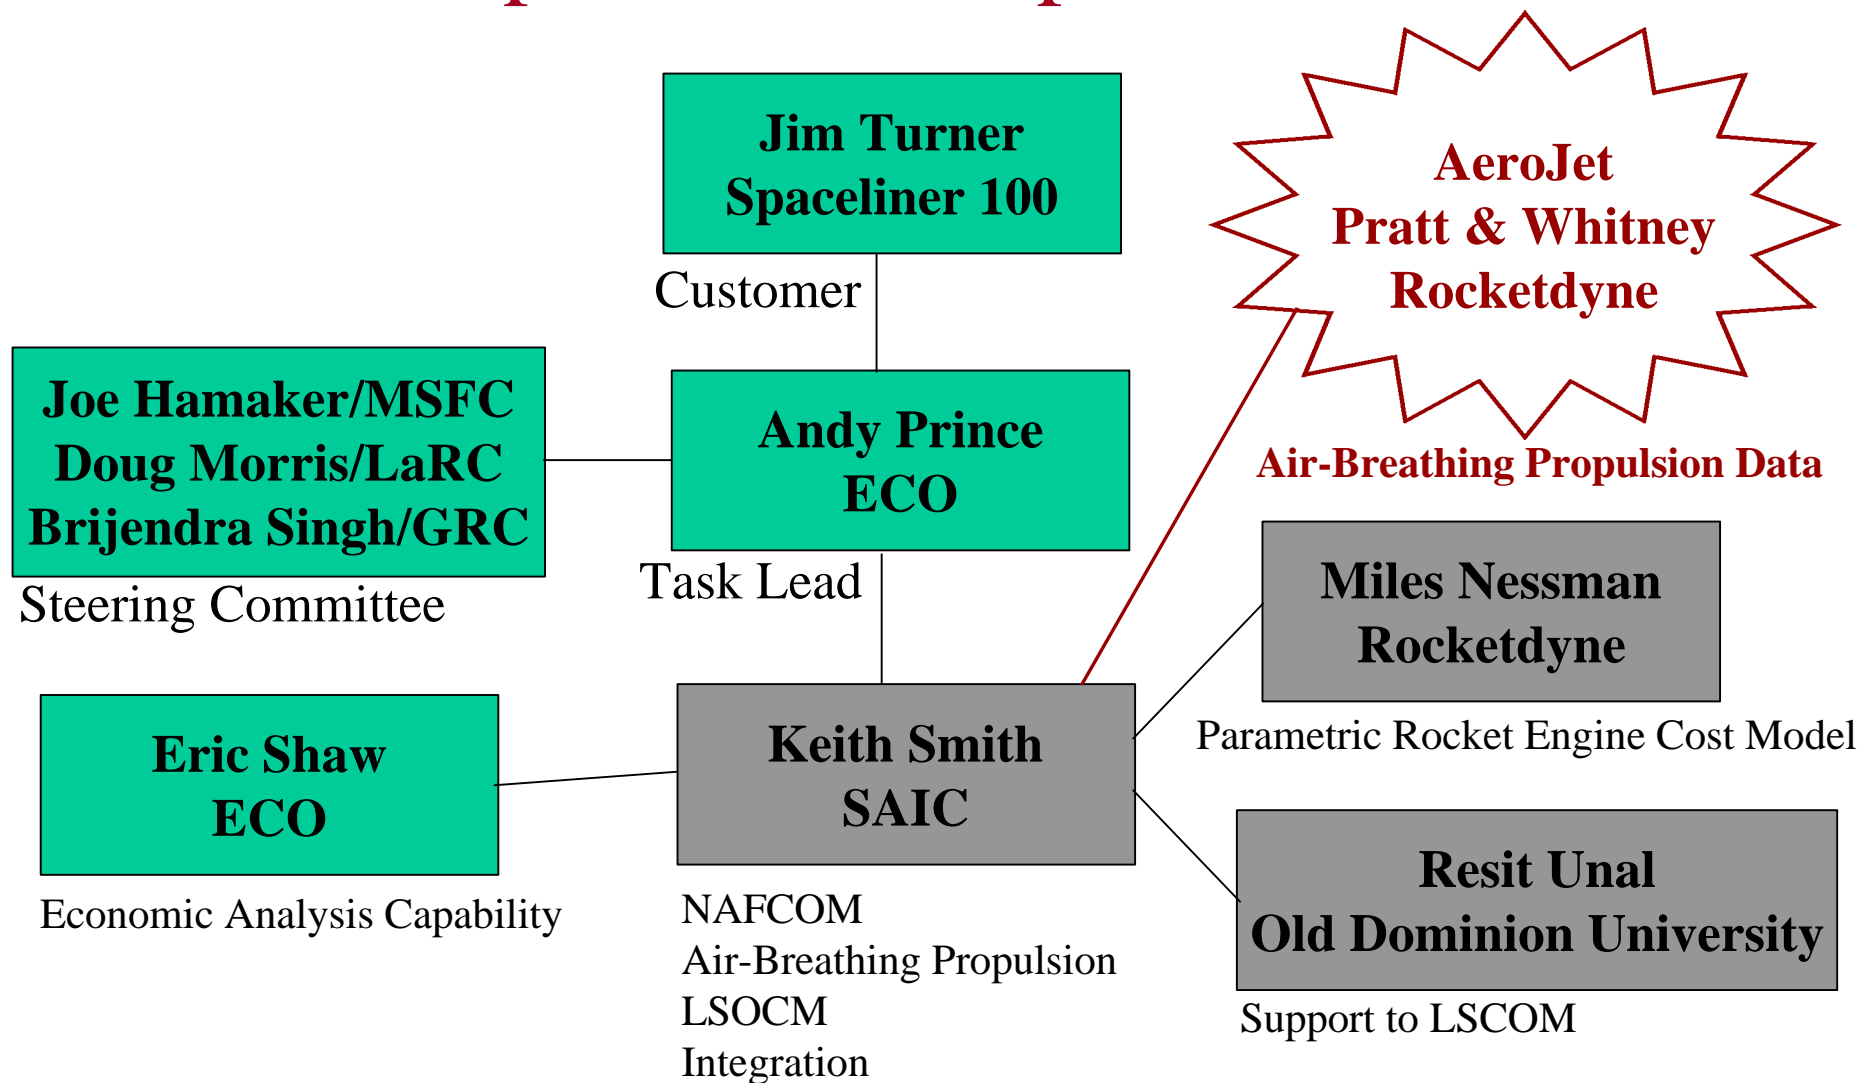 Jim Turner
Spaceliner 100
Customer
AeroJet
Pratt & Whitney
Rocketdyne
Air-Breathing Propulsion Data
Joe Hamaker/MSFC
Doug Morris/LaRC
Brijendra Singh/GRC
Steering Committee
Andy Prince
ECO
Task Lead
Miles Nessman
Rocketdyne
Parametric Rocket Engine Cost Model
Eric Shaw
ECO
Economic Analysis Capability
Keith Smith
SAIC
NAFCOM
Air-Breathing Propulsion
LSOCM
Integration
Resit Unal
Old Dominion University
Support to LSCOM